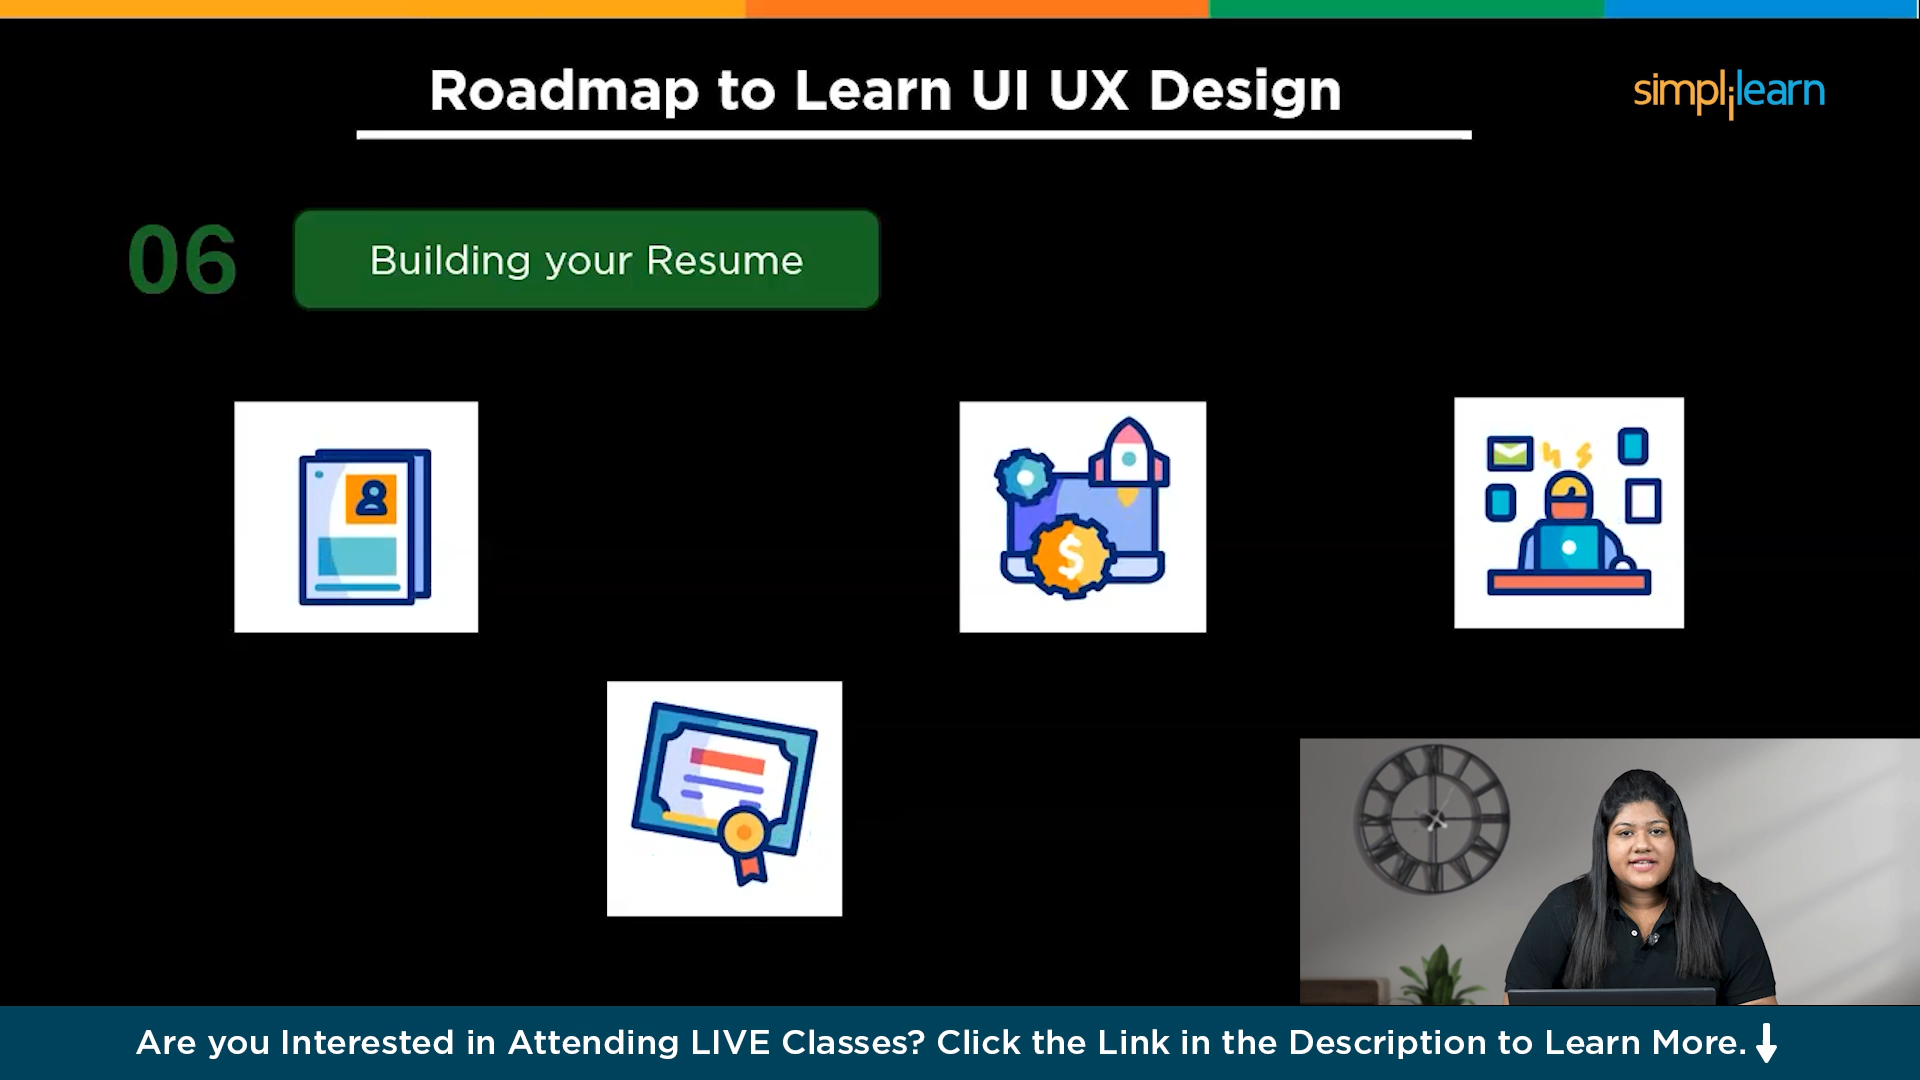 Roadmap to Learn UI UX Design
simplilearn
06
Building your Resume
$
Are you Interested in Attending LIVE Classes? Click the Link in the Description to Learn More.